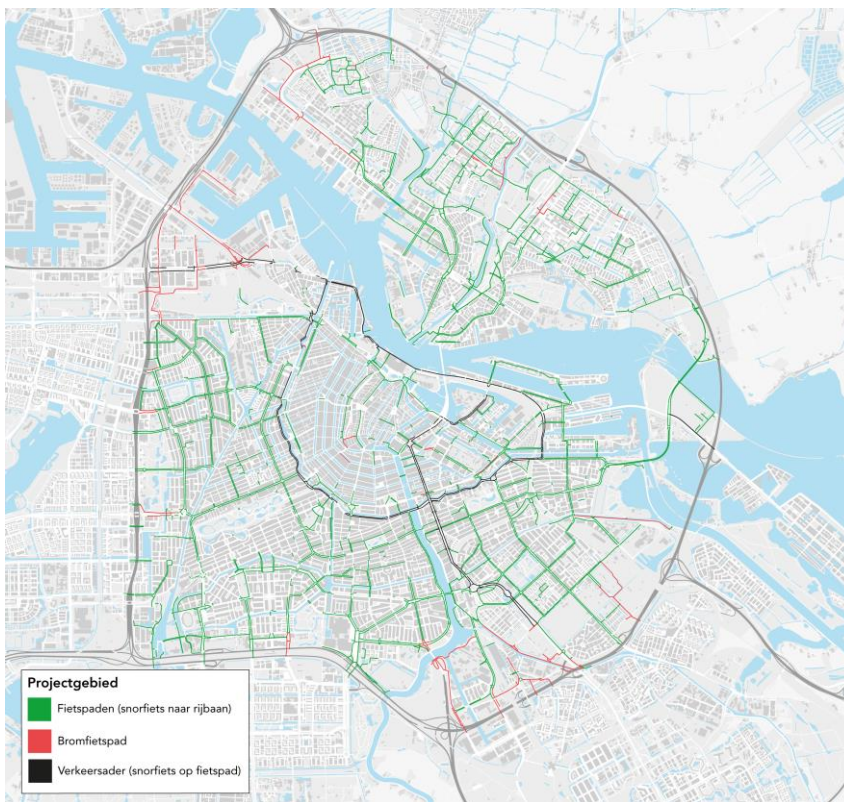 Projectgebied
Fietspaden (snorfiets naar rijbaan)
Bromfietspad
Verkeersader (snorfiets op fietspad)